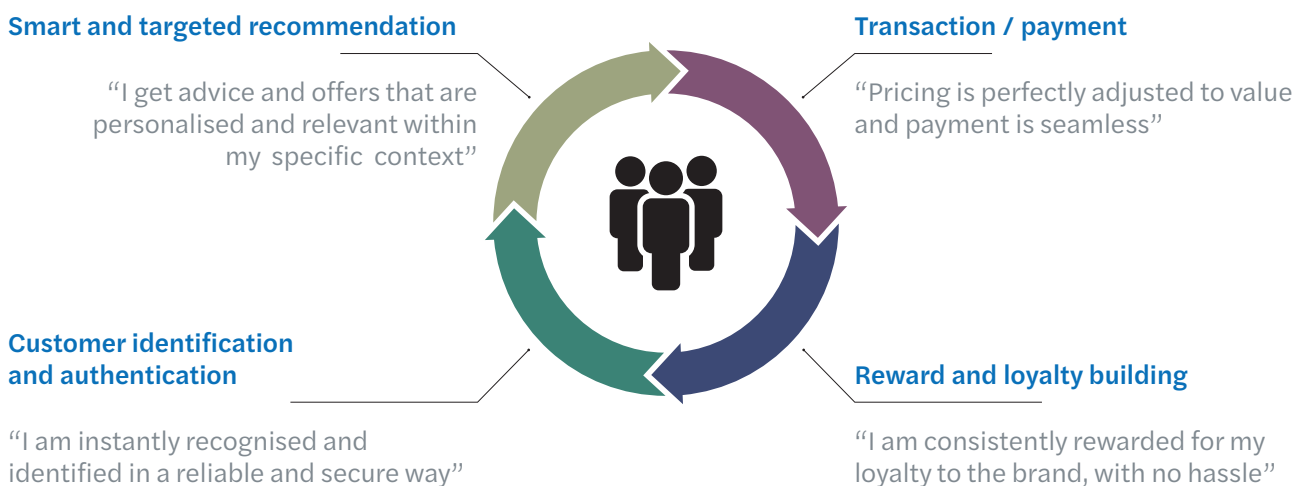 Smart and targeted recommendation
“I get advice and offers that are
personalised and relevant within
my specific context”
Transaction / payment
“Pricing is perfectly adjusted to value
and payment is seamless”
Customer identification
and authentication
“I am instantly recognised and
identified in a reliable and secure way”
Reward and loyalty building
“I am consistently rewarded for my
loyalty to the brand, with no hassle”